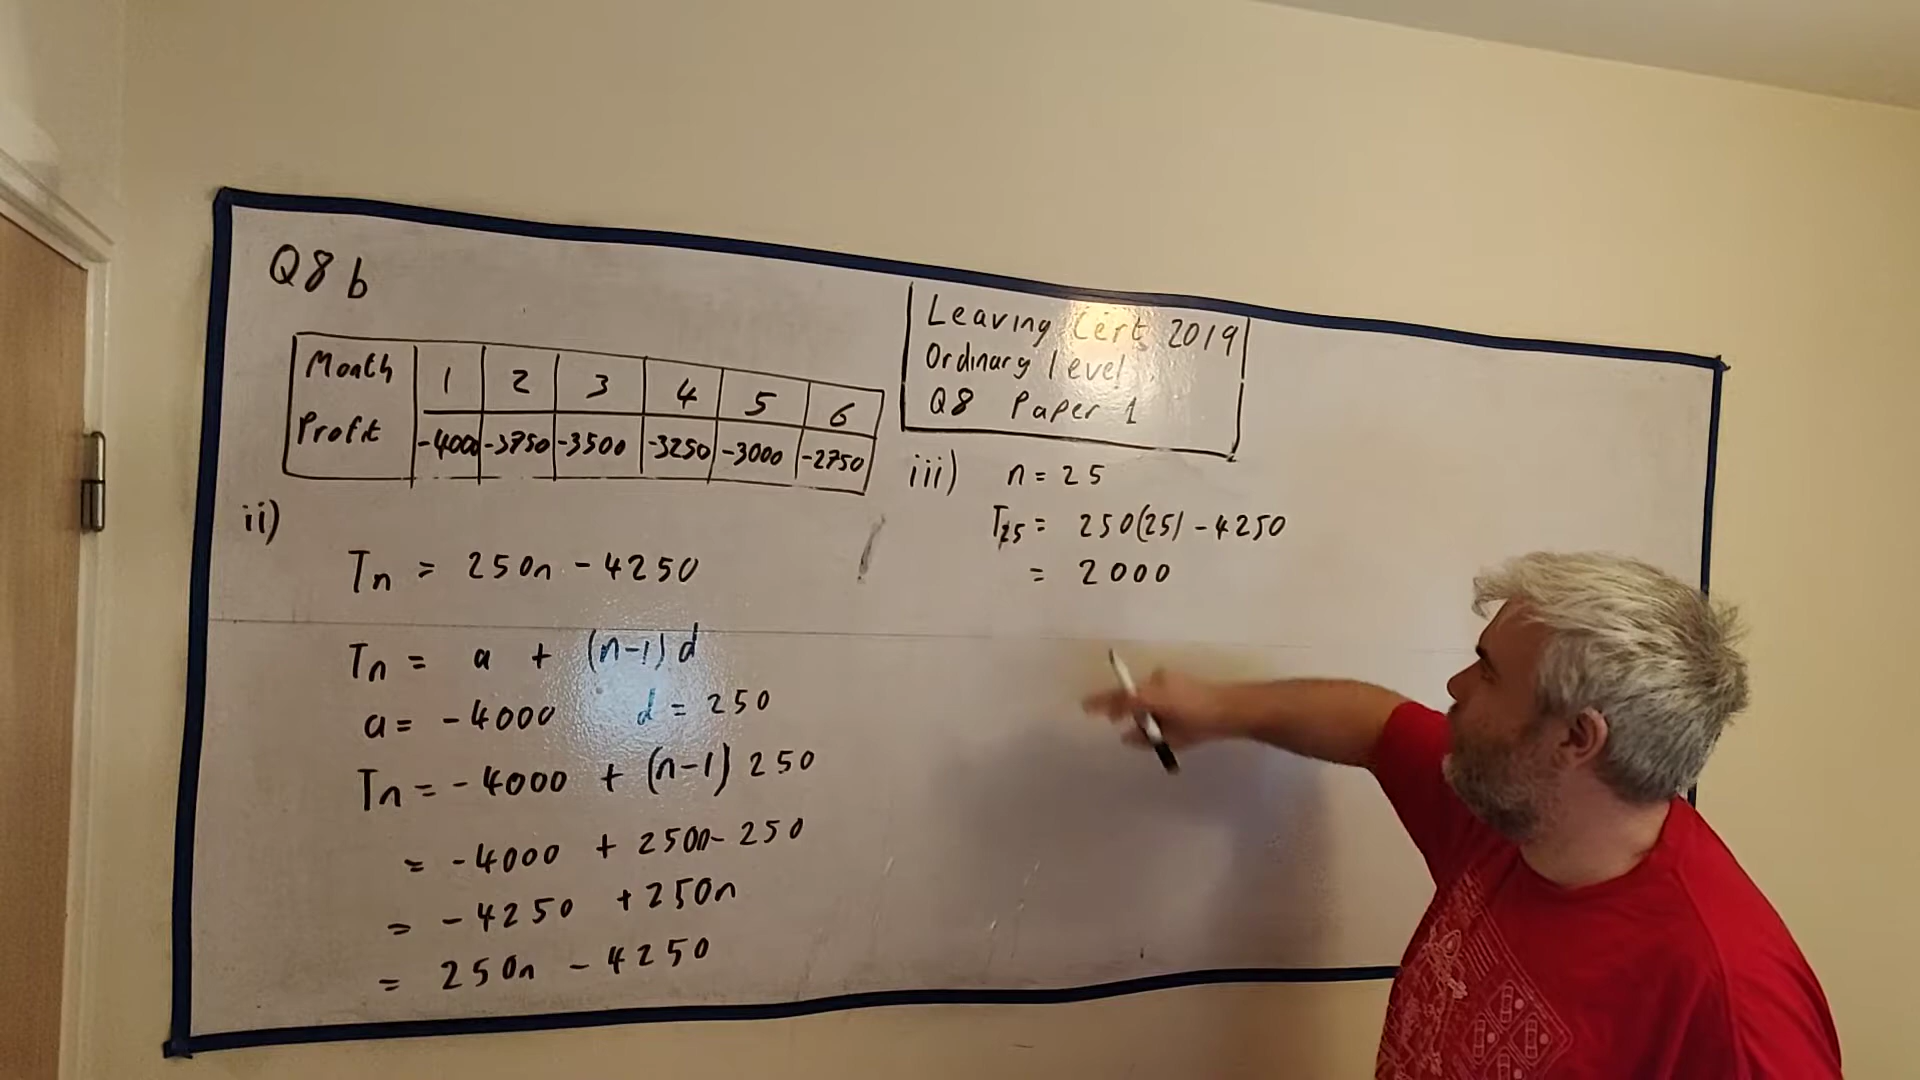 Q8 b
Leaving Cert 2019
Ordinary level
Q8 Paper 1
Month 1 2 3 4 5 6
Profit -4000 -3750 -3500 -3250 -3000 -2750
ii)
Tn = 250n - 4250
Tn = a + (n-1) d
a = -4000 d = 250
Tn = -4000 + (n-1) 250
= -4000 + 250n - 250
= -4250 + 250n
= 250n - 4250
iii) n = 25
T25 = 250(25) - 4250
= 2000